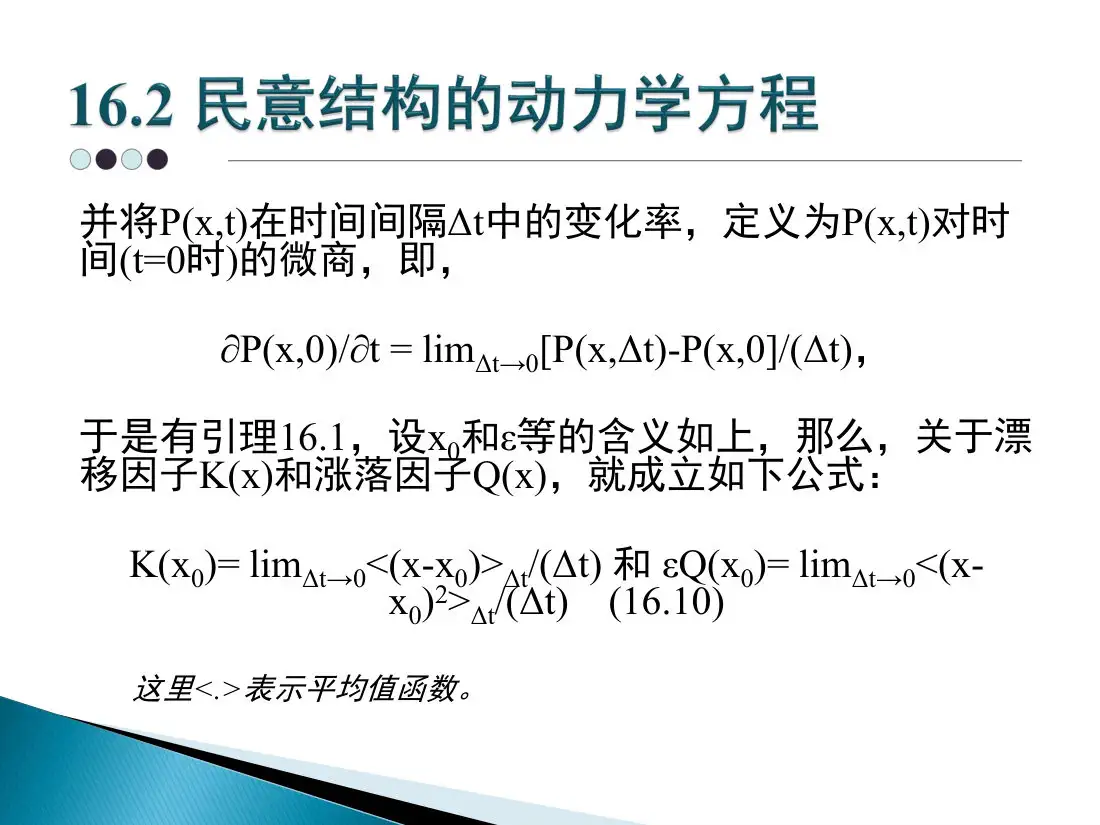 16.2 民意结构的动力学方程
并将P(x,t)在时间间隔Δt中的变化率，定义为P(x,t)对时
间(t=0时)的微商，即，
∂P(x,0)/∂t = lim_Δt→0[P(x,Δt)-P(x,0]/(Δt)，
于是有引理16.1，设x₀和ε等的含义如上，那么，关于漂
移因子K(x)和涨落因子Q(x)，就成立如下公式：
K(x₀)= lim_Δt→0<(x-x₀)>_Δt/(Δt) 和 εQ(x₀)= lim_Δt→0<(x-
x₀)²>_Δt/(Δt) (16.10)
这里<.>表示平均值函数。